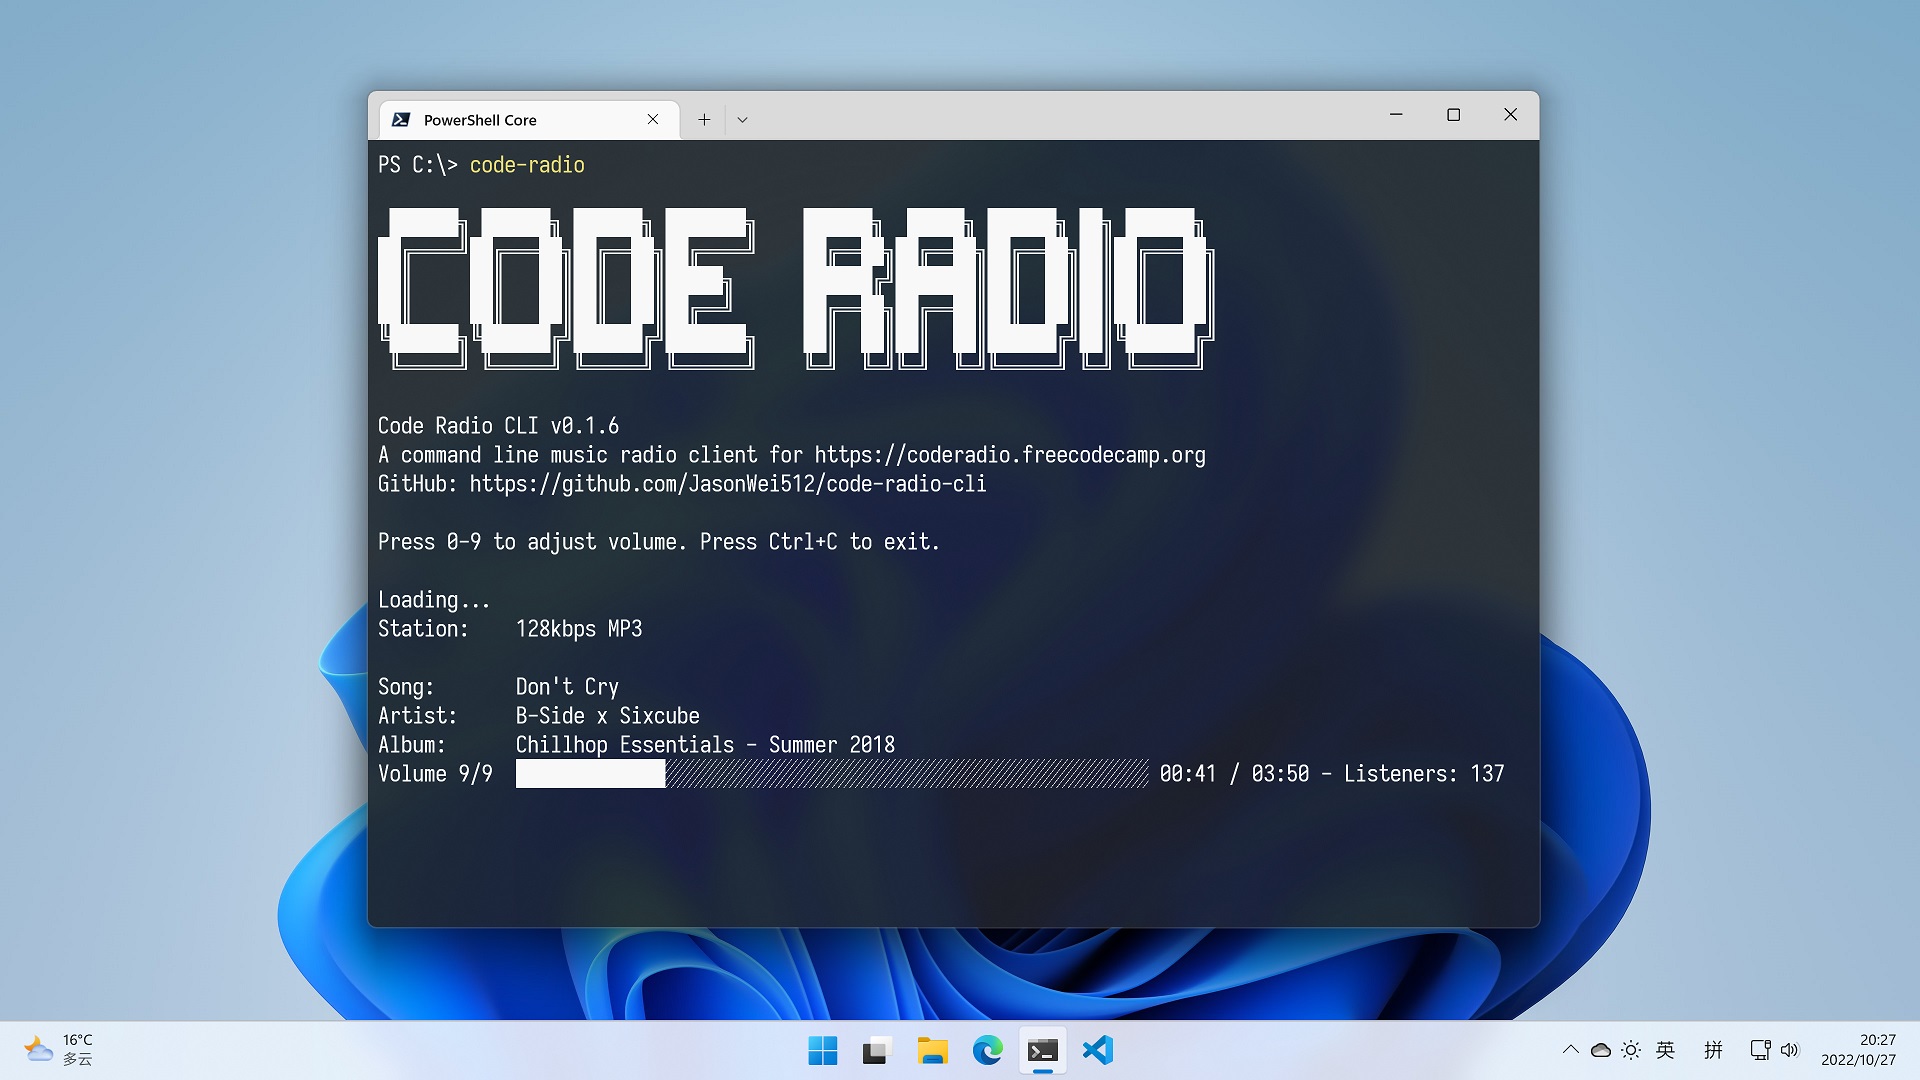 PowerShell Core
PS C:\> code-radio
CODE RADIO
Code Radio CLI v0.1.6
A command line music radio client for https://coderadio.freecodecamp.org
GitHub: https://github.com/JasonWei512/code-radio-cli
Press 0-9 to adjust volume. Press Ctrl+C to exit.
Loading...
Station: 128kbps MP3
Song: Don't Cry
Artist: B-Side x Sixcube
Album: Chillhop Essentials - Summer 2018
Volume 9/9 00:41 / 03:50 - Listeners: 137
16°C
多云
英 拼
20:27
2022/10/27